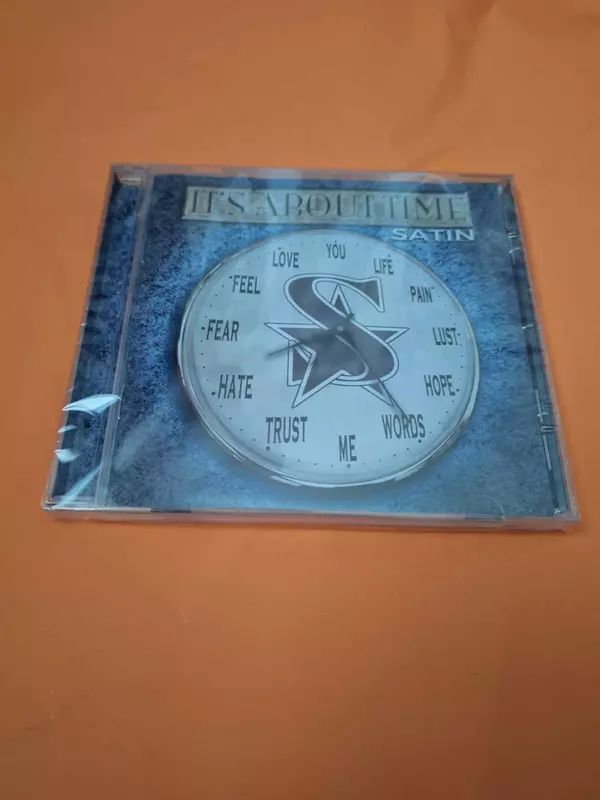 IT'S ABOUT TIME
SATIN
YOU
LIFE
PAIN
LUST
HOPE
WORDS
ME
TRUST
HATE
FEAR
FEEL
LOVE
S